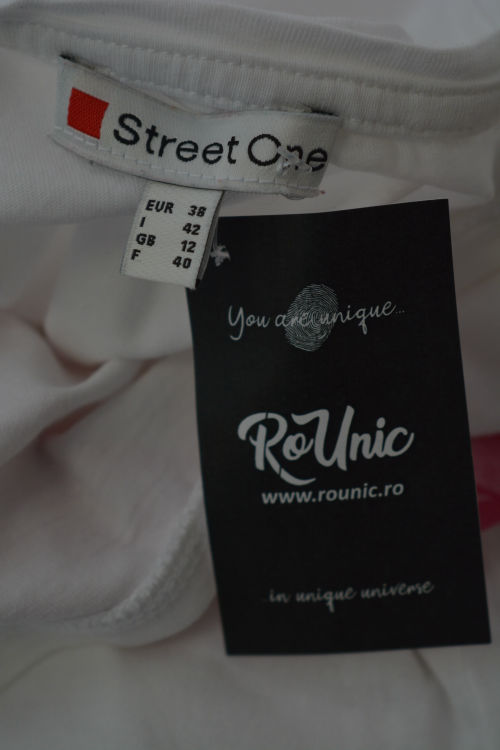 Street One
EUR 38
I 42
GB 12
F 40
You are unique...
RoUnic
www.rounic.ro
...in unique universe